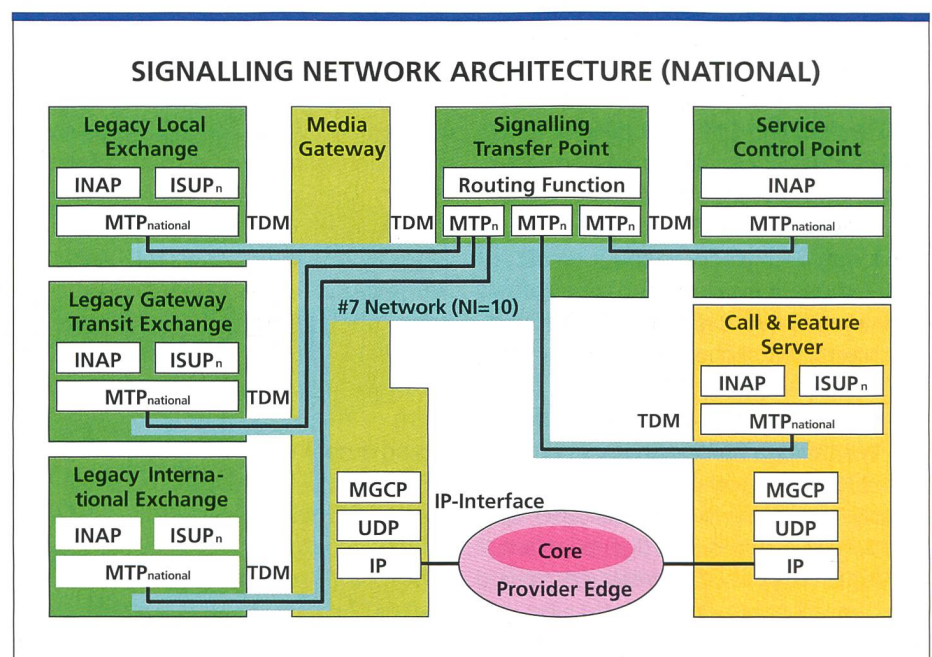 SIGNALLING NETWORK ARCHITECTURE (NATIONAL)
Legacy Local
Exchange
INAP
ISUPn
MTPnational
TDM
Media
Gateway
TDM
Signalling
Transfer Point
Routing Function
MTPn
MTPn
MTPn
TDM
Service
Control Point
INAP
MTPnational
#7 Network (NI=10)
Legacy Gateway
Transit Exchange
INAP
ISUPn
MTPnational
TDM
Call & Feature
Server
INAP
ISUPn
TDM
MTPnational
Legacy Interna-
tional Exchange
INAP
ISUPn
MTPnational
TDM
MGCP
UDP
IP
IP-Interface
Core
Provider Edge
MGCP
UDP
IP